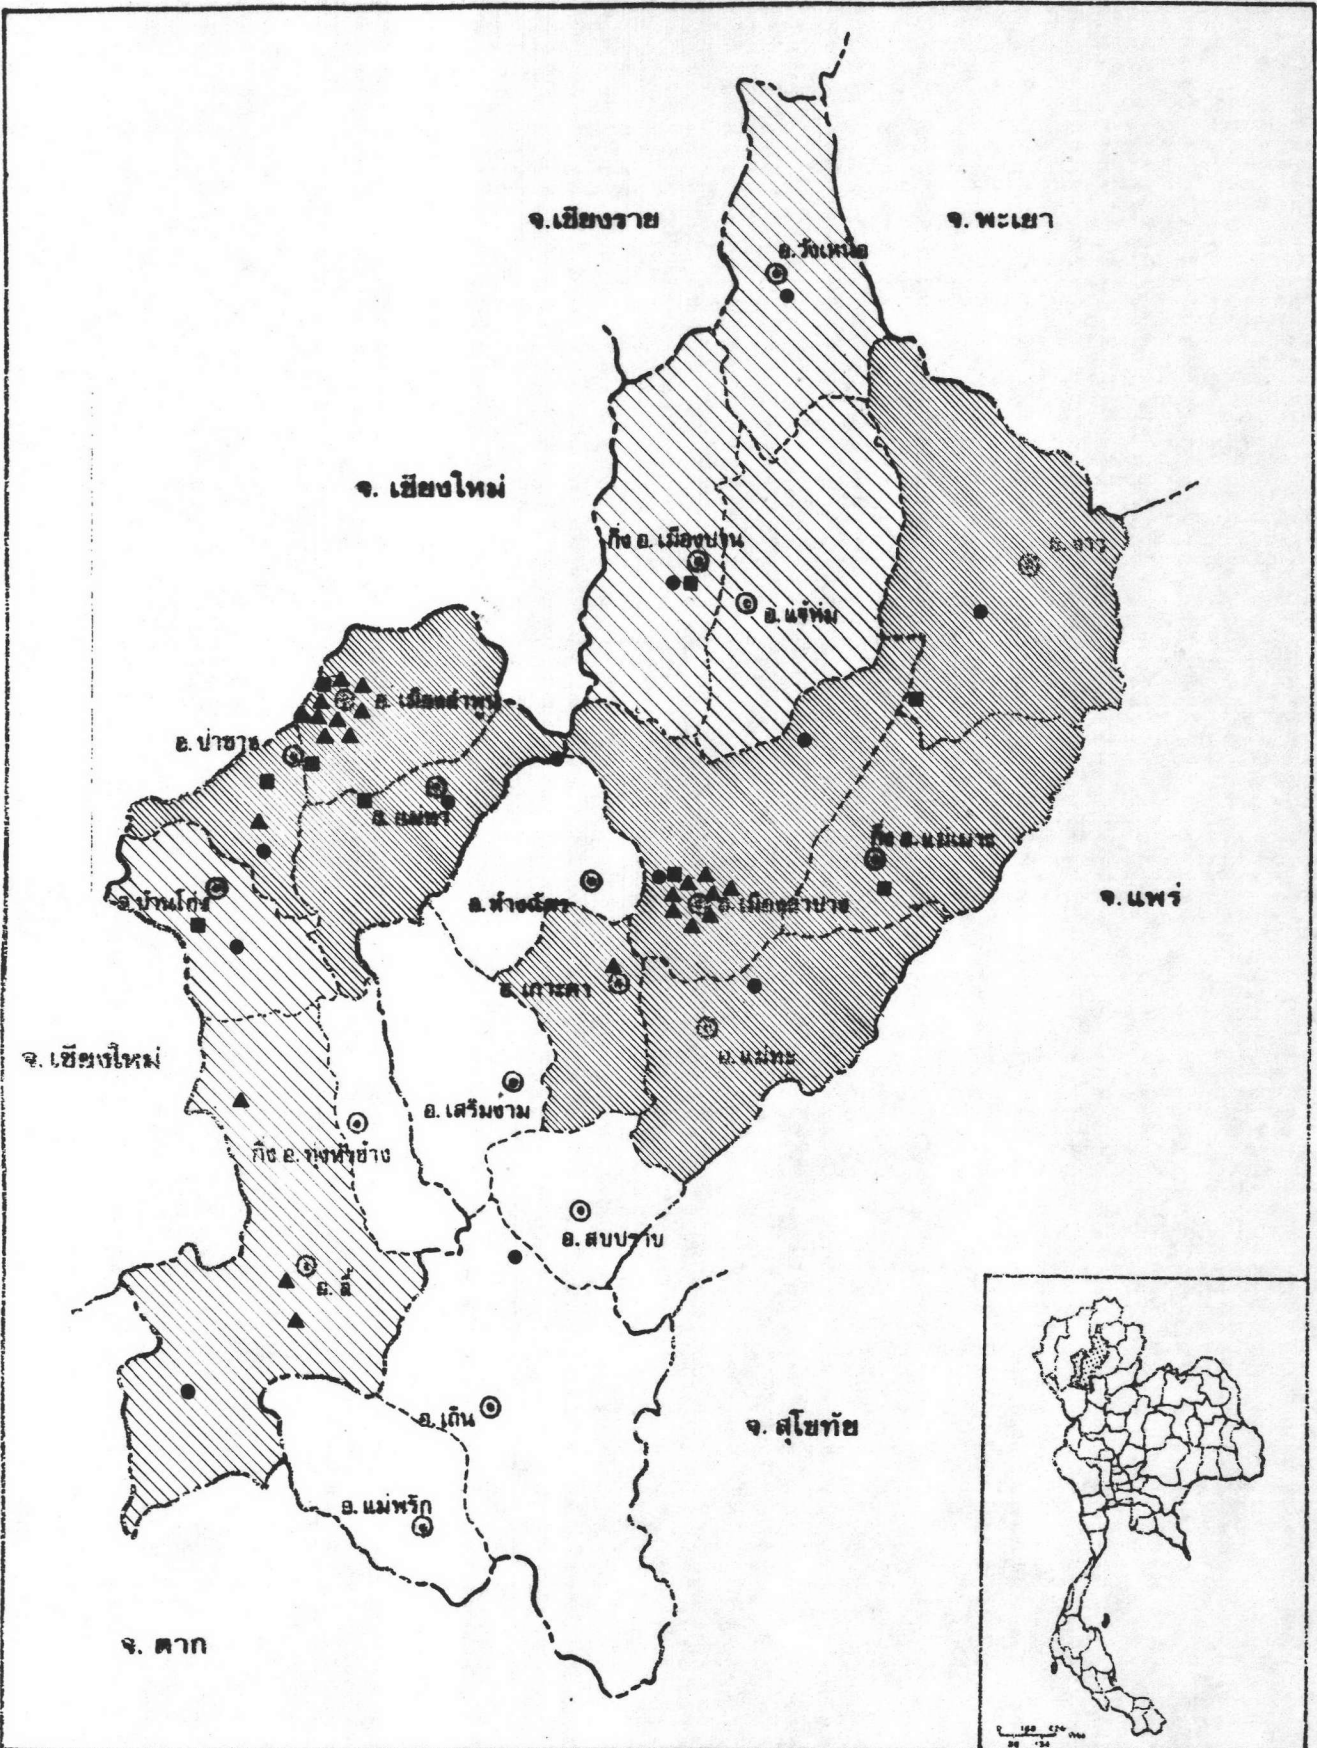 จ.เชียงราย
จ. พะเยา
อ.วังเหนือ
จ. เชียงใหม่
กิ่ง อ. เมืองปาน
อ. งาว
อ. แจ้ห่ม
อ. เมืองลำพูน
อ. ป่าซาง
อ. แม่ทา
กิ่ง อ. แม่เมาะ
อ. ห้างฉัตร
อ. เมืองลำปาง
จ. แพร่
อ. บ้านโฮ่ง
อ. เกาะคา
จ. เชียงใหม่
อ. แม่ทะ
อ. เสริมงาม
กิ่ง อ. ทุ่งหัวช้าง
อ. สบปราบ
อ. ลี้
อ. เถิน
จ. สุโขทัย
อ. แม่พริก
จ. ตาก